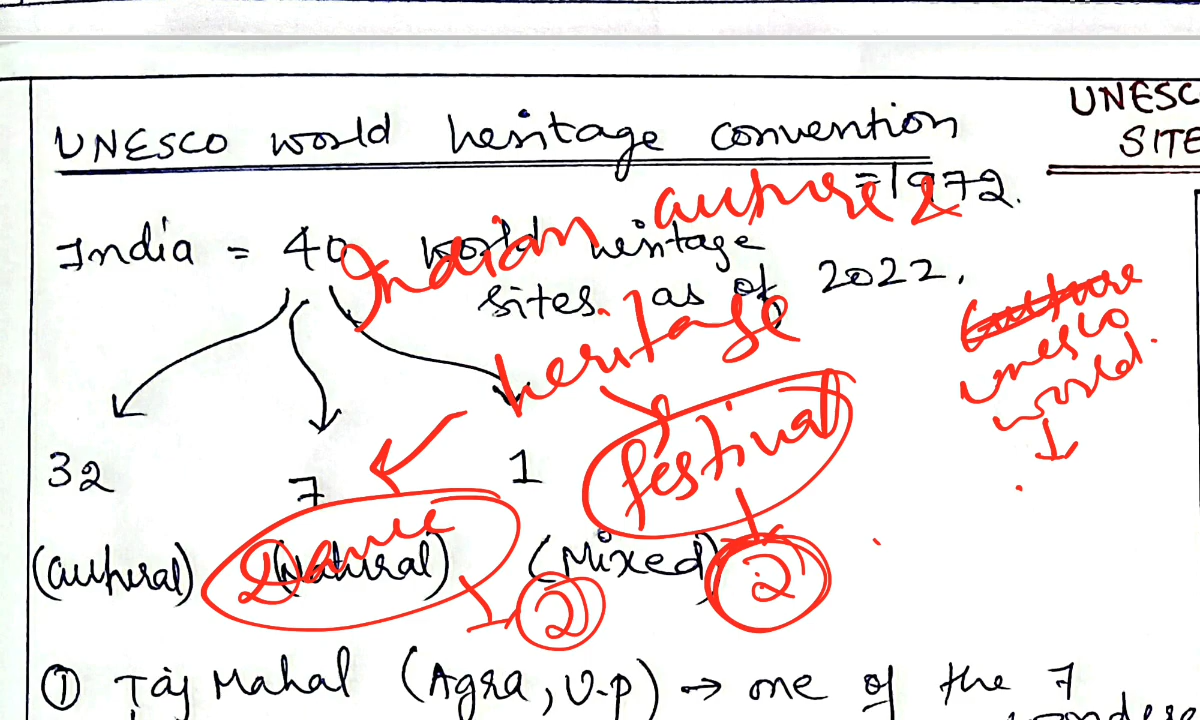 UNESCO world heritage convention
=1972.
UNESC
SITE
India = 40 world heritage
sites as of 2022.
Indian culture &
heritage
Culture
Unesco
world.
1
festival
2
Dance
2
32
7
1
(cultural)
(Natural)
(Mixed)
① Taj Mahal (Agra, U.P) → one of the 7
wonders